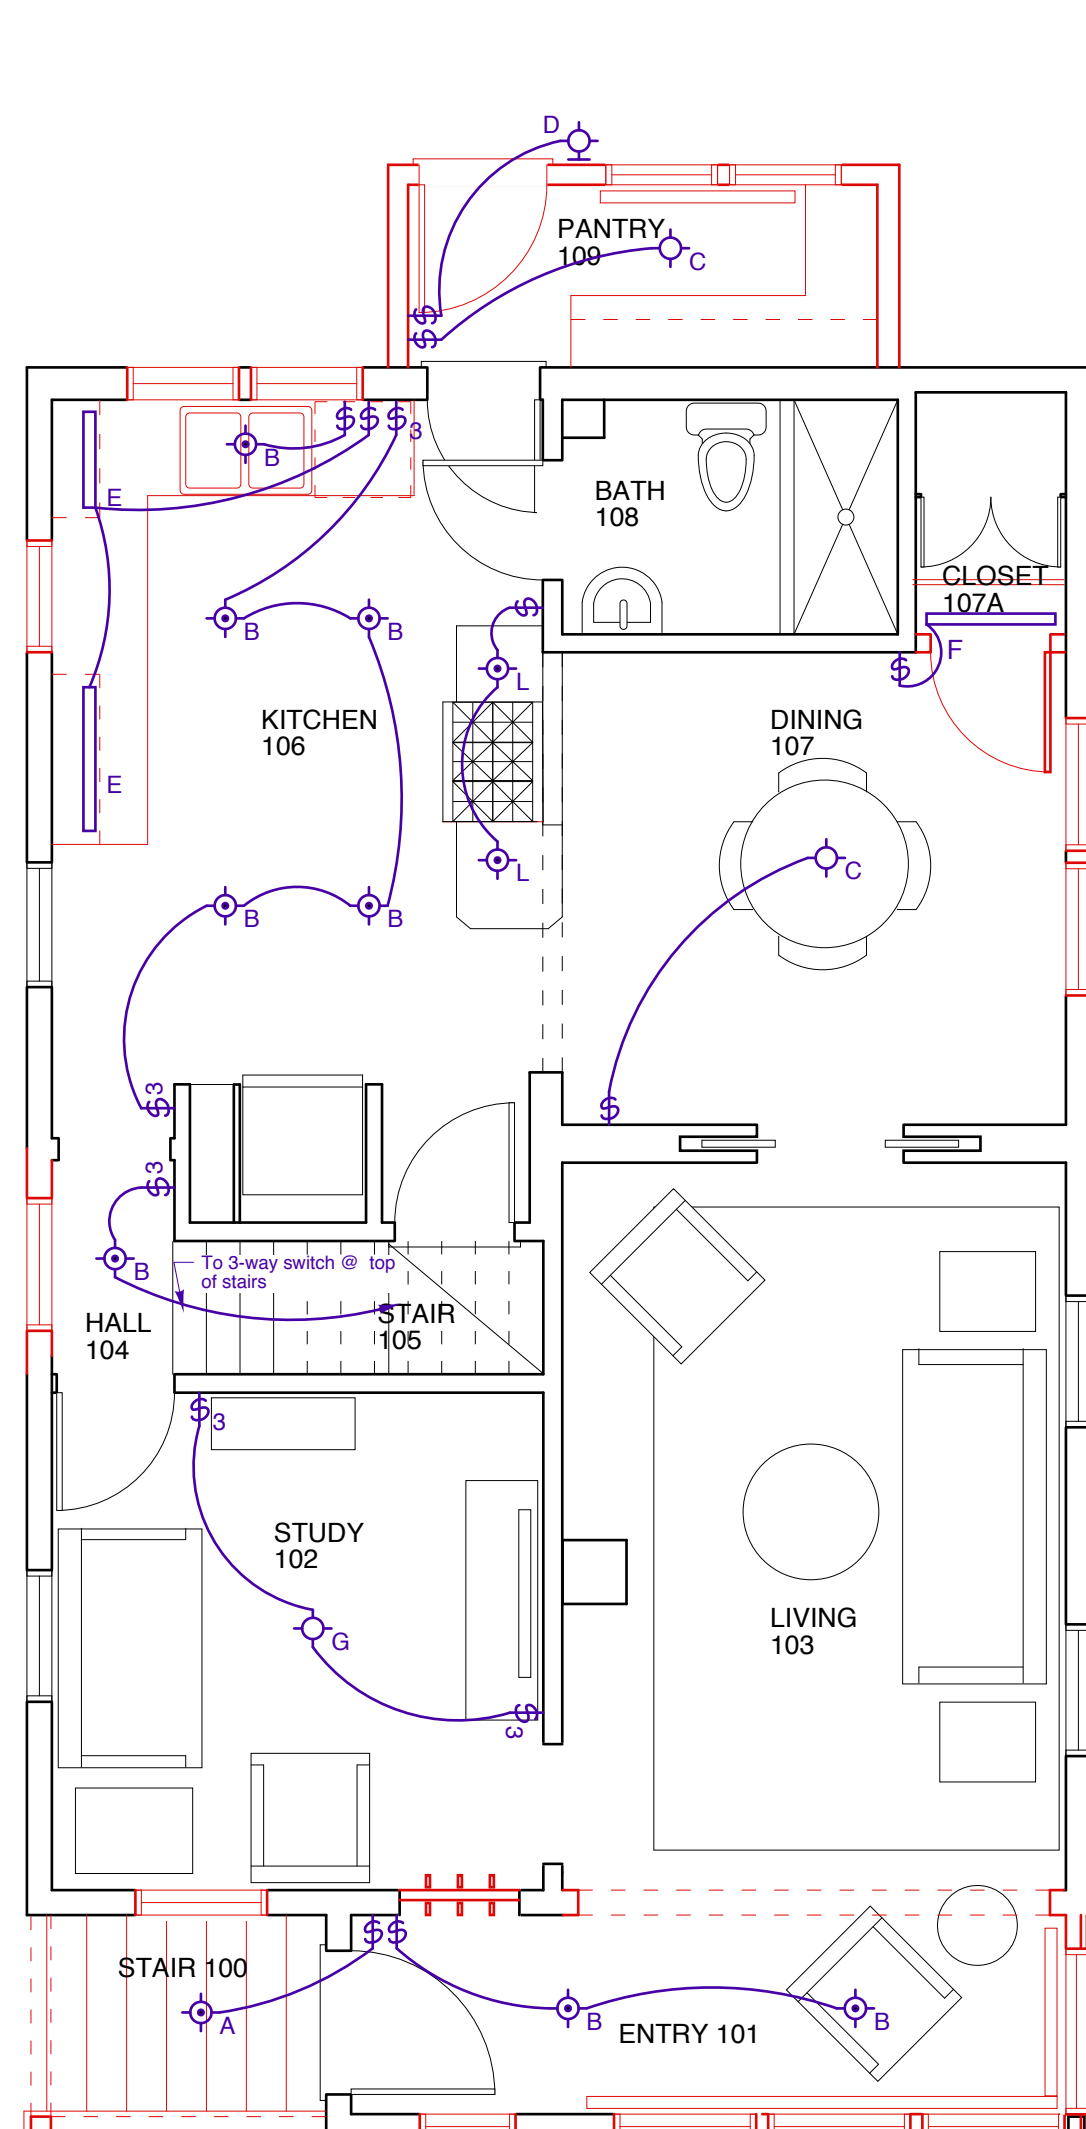 D
PANTRY
109
C
$
$
$ $ $ 3
B
E
BATH
108
CLOSET
107A
$
B
B
F
$
L
KITCHEN
106
DINING
107
E
L
C
B
B
$ 3
$
$ 3
B
To 3-way switch @ top
of stairs
HALL
104
STAIR
105
$ 3
STUDY
102
LIVING
103
G
$ 3
$ $
STAIR 100
A
B
B
ENTRY 101